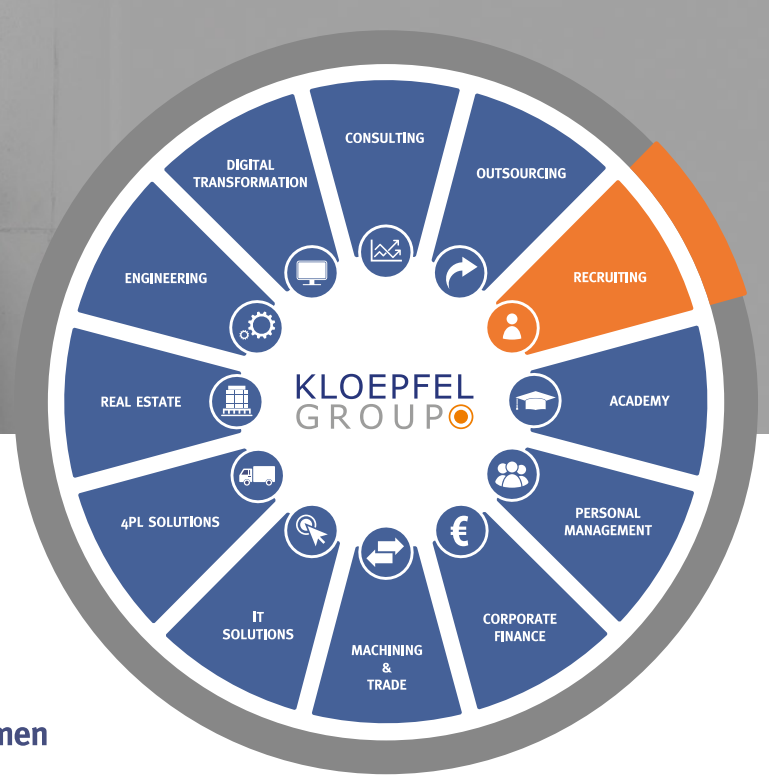 CONSULTING
OUTSOURCING
RECRUITING
ACADEMY
PERSONAL
MANAGEMENT
CORPORATE
FINANCE
MACHINING
&
TRADE
IT
SOLUTIONS
4PL SOLUTIONS
REAL ESTATE
ENGINEERING
DIGITAL
TRANSFORMATION
KLOEPFEL
GROUP
€